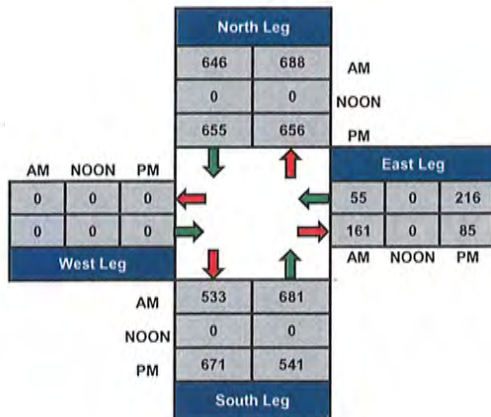 North Leg
646 688 AM
0 0 NOON
655 656 PM
AM NOON PM
East Leg
0 0 0
55 0 216
0 0 0
161 0 85
West Leg
AM NOON PM
AM 533 681
NOON 0 0
PM 671 541
South Leg